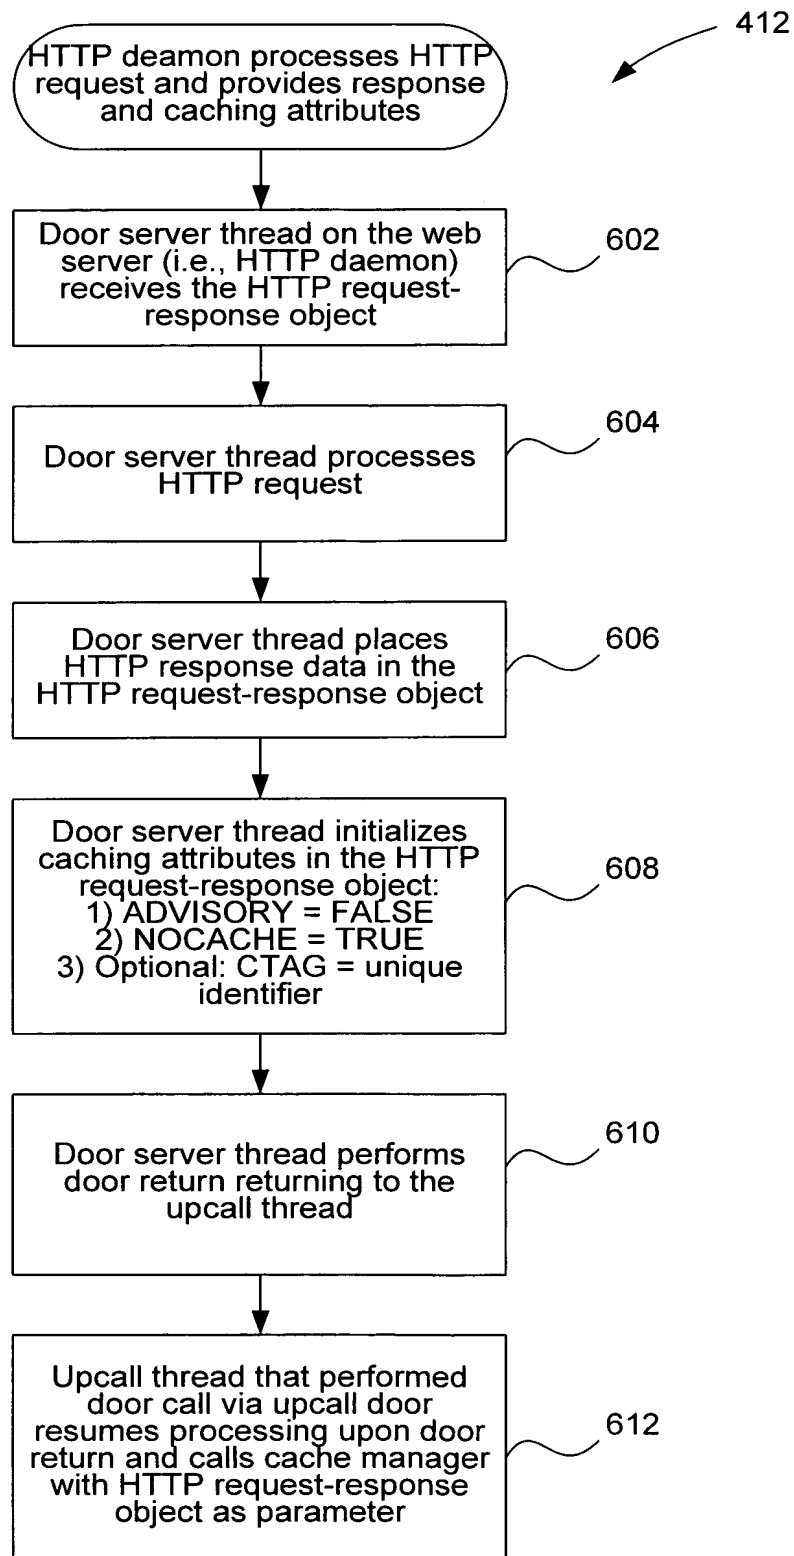 HTTP deamon processes HTTP
request and provides response
and caching attributes
412
Door server thread on the web
server (i.e., HTTP daemon)
receives the HTTP request-
response object
602
Door server thread processes
HTTP request
604
Door server thread places
HTTP response data in the
HTTP request-response object
606
Door server thread initializes
caching attributes in the HTTP
request-response object:
1) ADVISORY = FALSE
2) NOCACHE = TRUE
3) Optional: CTAG = unique
identifier
608
Door server thread performs
door return returning to the
upcall thread
610
Upcall thread that performed
door call via upcall door
resumes processing upon door
return and calls cache manager
with HTTP request-response
object as parameter
612